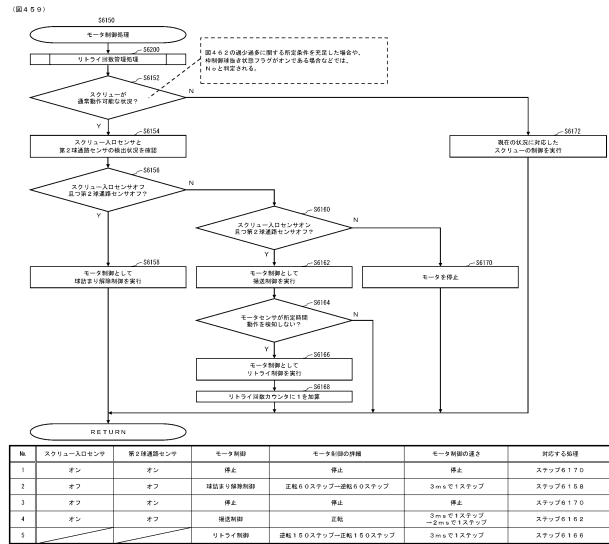 (図459)
S6150
モータ制御処理
S6200
リトライ回数管理処理
図462の過少過多に関する所定条件を充足した場合や、
枠制御球抜き状態フラグがオンである場合などでは、
Noと判定される。
S6152
スクリューが
通常動作可能な状況?
N
Y
S6154
スクリュー入口センサと
第2球通路センサの検出状況を確認
S6172
現在の状況に対応した
スクリューの制御を実行
S6156
スクリュー入口センサオフ
且つ第2球通路センサオフ?
N
Y
S6160
スクリュー入口センサオン
且つ第2球通路センサオフ?
N
Y
S6158
モータ制御として
球詰まり解除制御を実行
S6162
モータ制御として
揚送制御を実行
S6170
モータを停止
S6164
モータセンサが所定時間
動作を検知しない?
N
Y
S6166
モータ制御として
リトライ制御を実行
S6168
リトライ回数カウンタに1を加算
RETURN
No. スクリュー入口センサ 第2球通路センサ モータ制御 モータ制御の詳細 モータ制御の速さ 対応する処理
1 オン オン 停止 停止 停止 ステップ6170
2 オフ オフ 球詰まり解除制御 正転60ステップ→逆転60ステップ 3msで1ステップ ステップ6158
3 オフ オン 停止 停止 停止 ステップ6170
4 オン オフ 揚送制御 正転 3msで1ステップ
→2msで1ステップ ステップ6162
5 リトライ制御 逆転150ステップ→正転150ステップ 3msで1ステップ ステップ6166